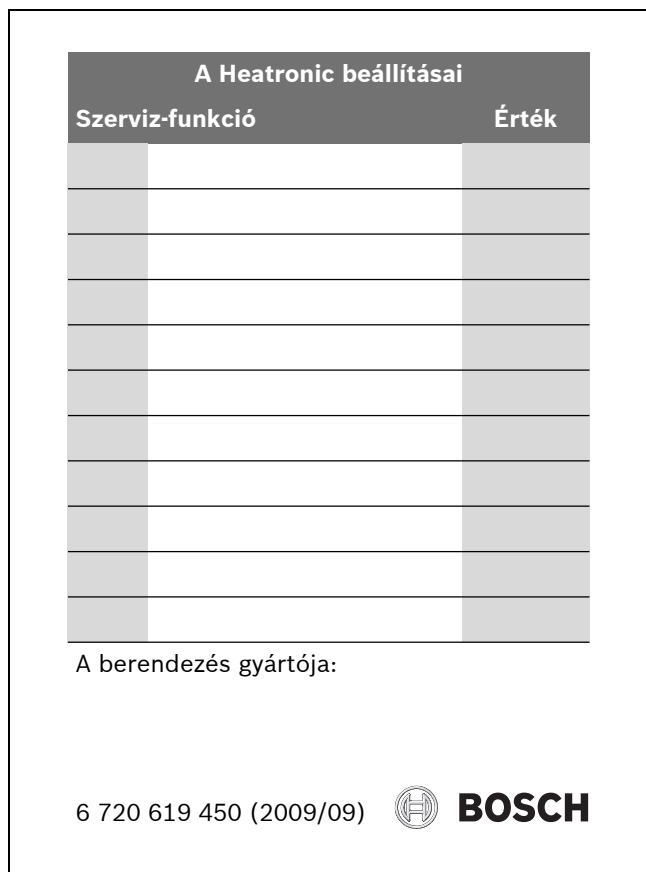 A Heatronic beállításai
Szerviz-funkció Érték
A berendezés gyártója:
6 720 619 450 (2009/09) BOSCH